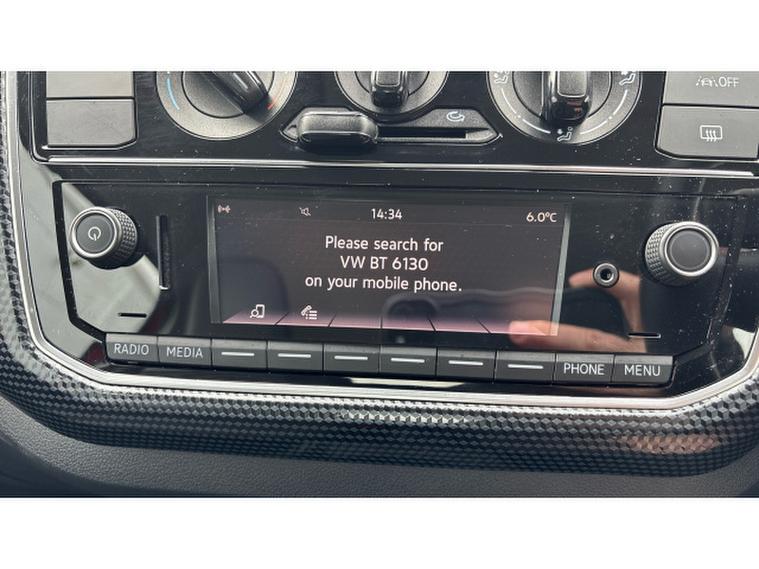 OFF
14:34 6.0°C
Please search for
VW BT 6130
on your mobile phone.
RADIO MEDIA PHONE MENU